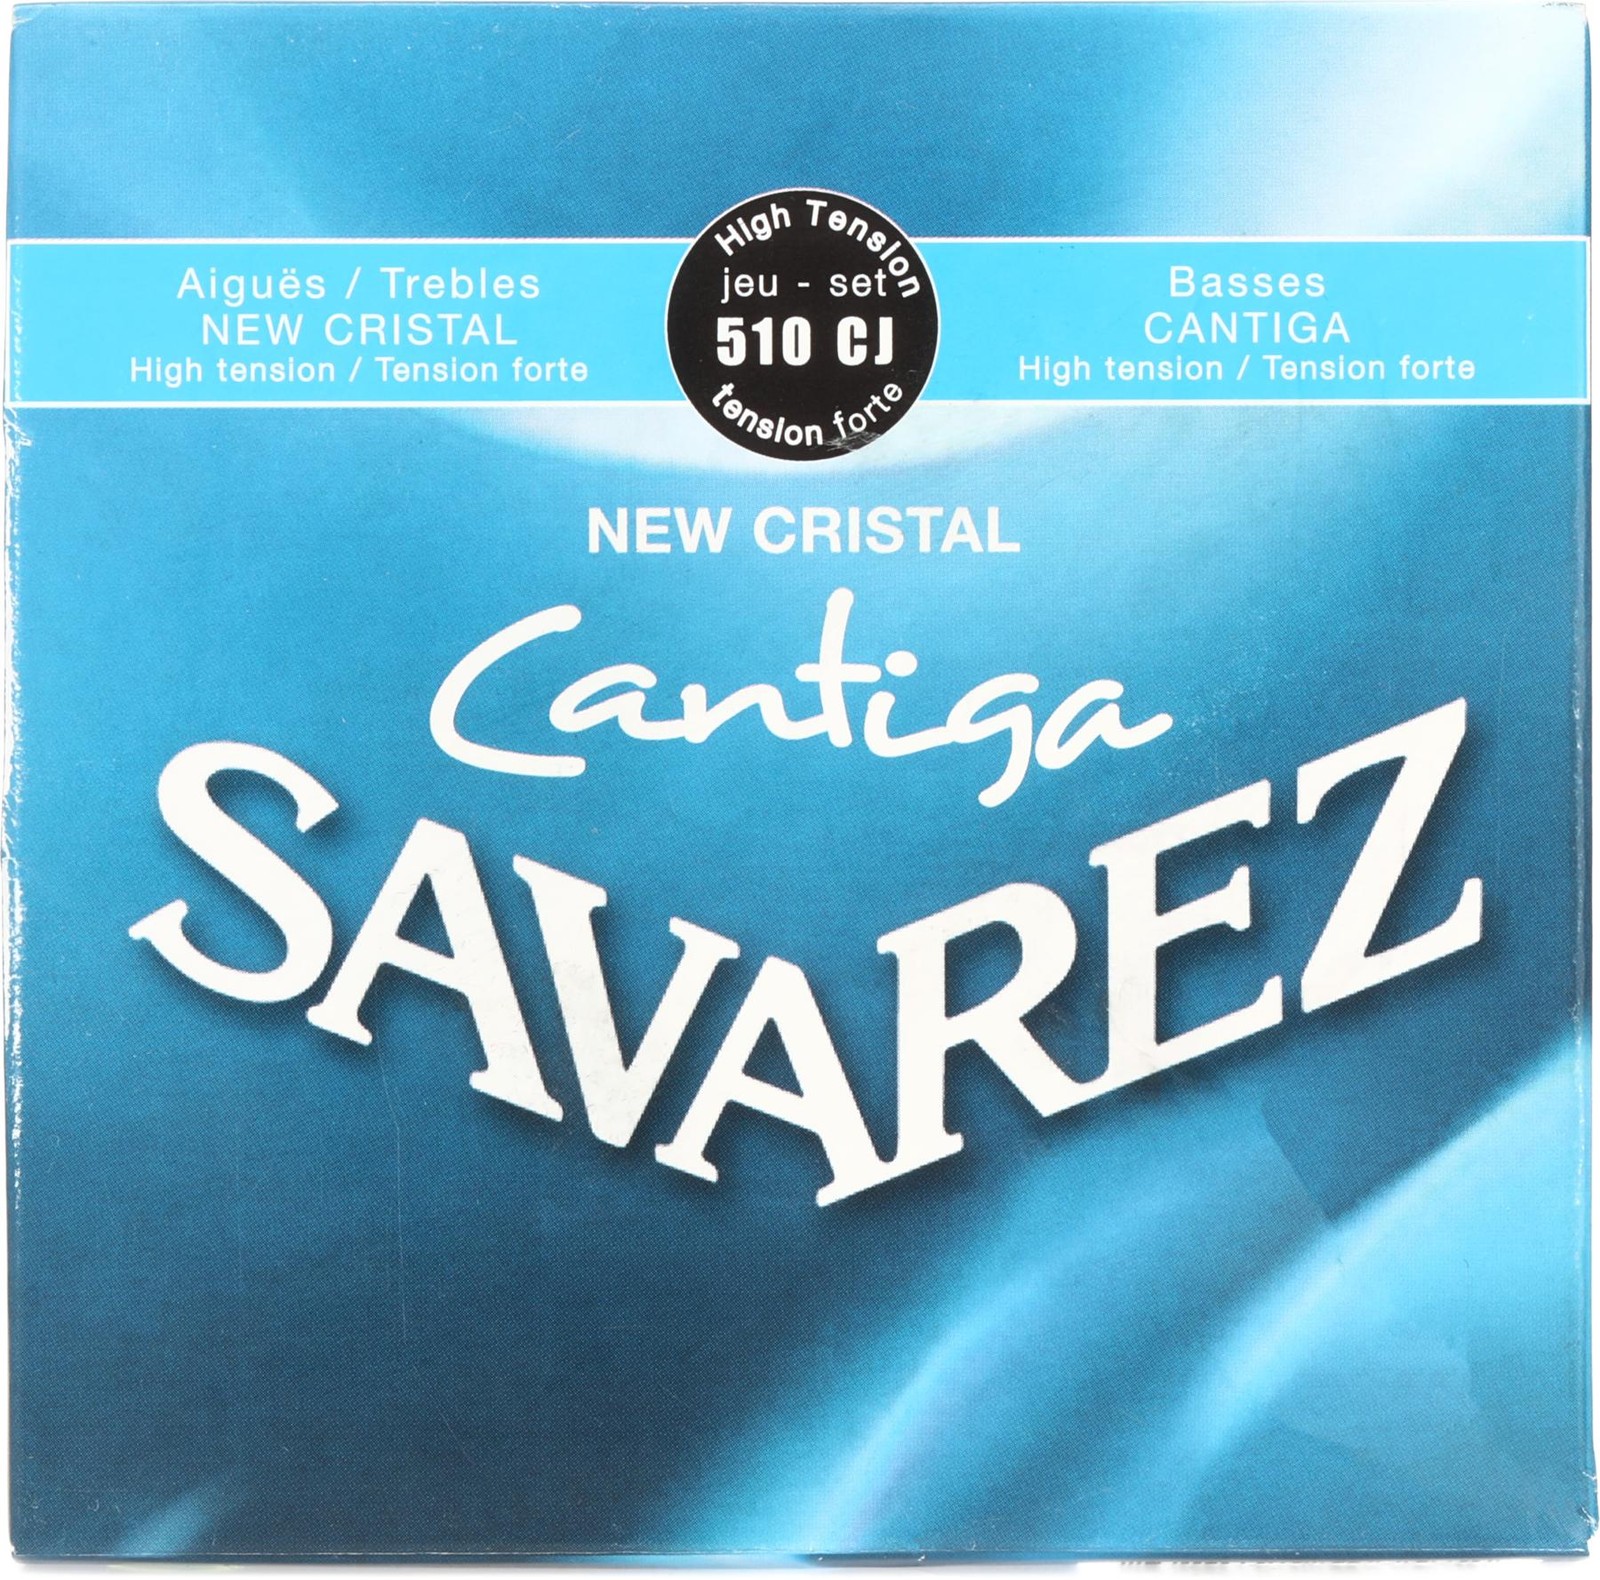 High Tension
jeu - set
510 CJ
tension forte
Aiguës / Trebles
NEW CRISTAL
High tension / Tension forte
Basses
CANTIGA
High tension / Tension forte
NEW CRISTAL
Cantiga
SAVAREZ